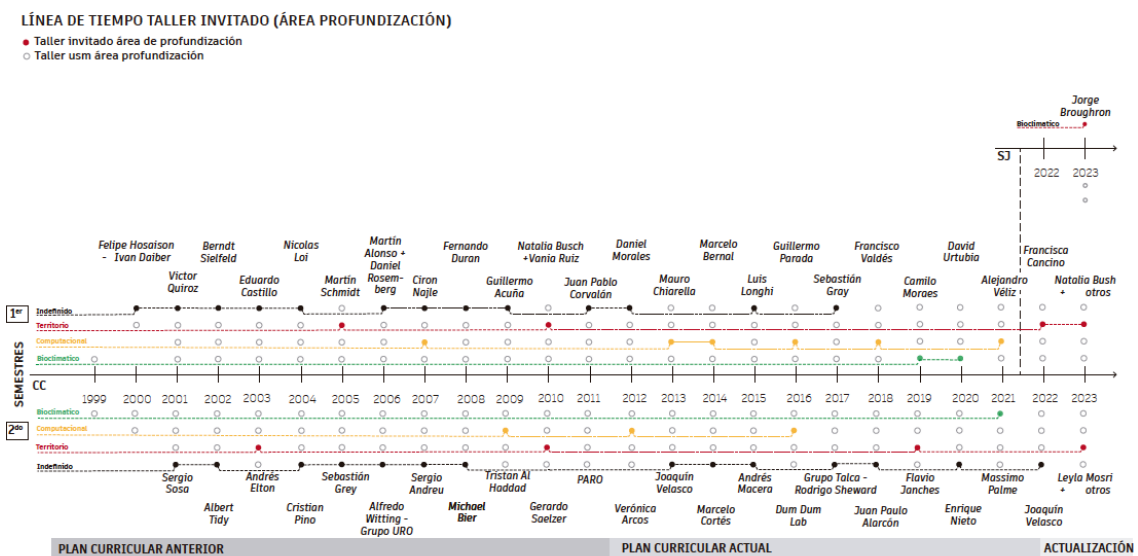 LÍNEA DE TIEMPO TALLER INVITADO (ÁREA PROFUNDIZACIÓN)
Taller invitado área de profundización
Taller usm área profundización
Jorge
Broughron
Bioclimatico
SJ
2022 2023
Felipe Hosaison
- Ivan Daiber
Victor
Quiroz
Berndt
Sielfeld
Eduardo
Castillo
Nicolas
Loi
Martín
Schmidt
Martín
Alonso +
Daniel
Rosem-
berg
Ciron
Najle
Fernando
Duran
Guillermo
Acuña
Natalia Busch
+Vania Ruiz
Juan Pablo
Corvalán
Daniel
Morales
Mauro
Chiarella
Marcelo
Bernal
Luis
Longhi
Guillermo
Parada
Sebastián
Gray
Francisco
Valdés
Camilo
Moraes
David
Urtubia
Alejandro
Véliz
Francisca
Cancino
Natalia Bush
+ otros
SEMESTRES
1er
Indefinido
Territorio
Computacional
Bioclimatico
CC
1999 2000 2001 2002 2003 2004 2005 2006 2007 2008 2009 2010 2011 2012 2013 2014 2015 2016 2017 2018 2019 2020 2021 2022 2023
2do
Bioclimatico
Computacional
Territorio
Indefinido
Sergio
Sosa
Albert
Tidy
Andrés
Elton
Cristian
Pino
Sebastián
Grey
Alfredo
Witting -
Grupo URO
Sergio
Andreu
Michael
Bier
Tristan Al
Haddad
Gerardo
Saelzer
PARO
Verónica
Arcos
Joaquín
Velasco
Marcelo
Cortés
Andrés
Macera
Dum Dum
Lab
Grupo Talca -
Rodrigo Sheward
Juan Paulo
Alarcón
Flavio
Janches
Enrique
Nieto
Massimo
Palme
Joaquín
Velasco
Leyla Mosri
+ otros
PLAN CURRICULAR ANTERIOR
PLAN CURRICULAR ACTUAL
ACTUALIZACIÓN